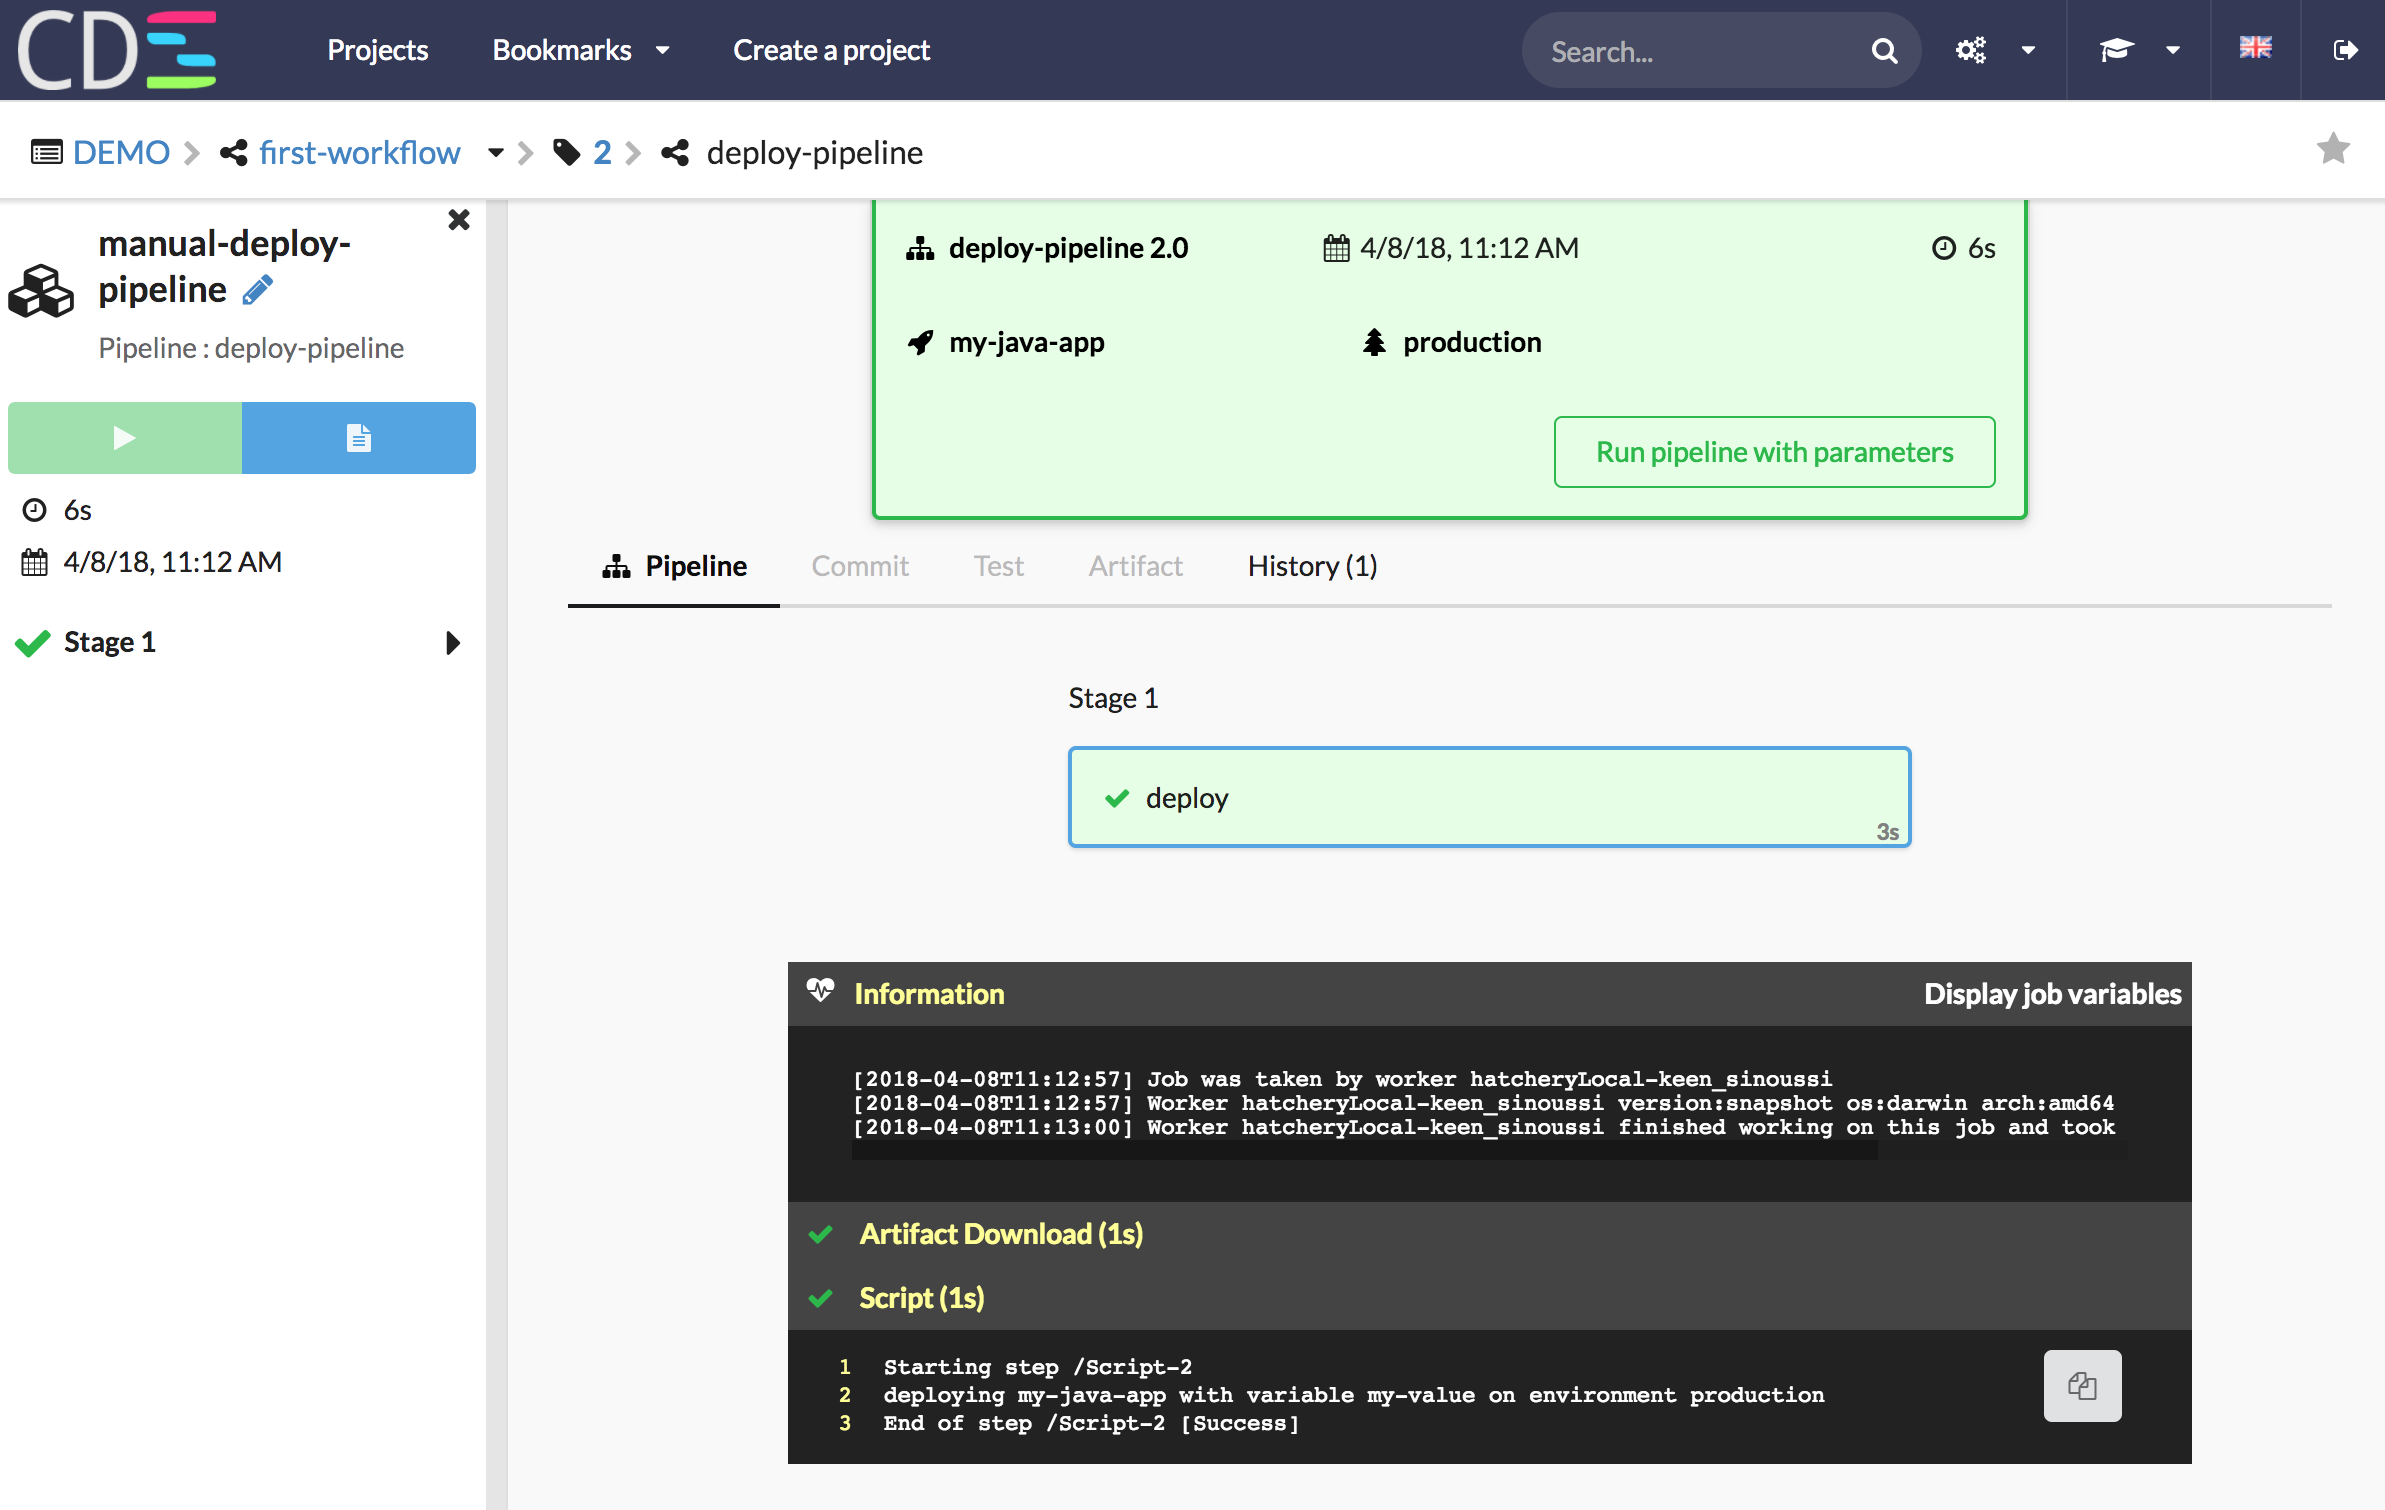 CDS
Projects
Bookmarks
Create a project
Search...
DEMO
first-workflow
2
deploy-pipeline
manual-deploy-
pipeline
Pipeline : deploy-pipeline
6s
4/8/18, 11:12 AM
Stage 1
deploy-pipeline 2.0
4/8/18, 11:12 AM
6s
my-java-app
production
Run pipeline with parameters
Pipeline
Commit
Test
Artifact
History (1)
Stage 1
deploy
3s
Information
Display job variables
[2018-04-08T11:12:57] Job was taken by worker hatcheryLocal-keen_sinoussi
[2018-04-08T11:12:57] Worker hatcheryLocal-keen_sinoussi version:snapshot os:darwin arch:amd64
[2018-04-08T11:13:00] Worker hatcheryLocal-keen_sinoussi finished working on this job and took
Artifact Download (1s)
Script (1s)
1 Starting step /Script-2
2 deploying my-java-app with variable my-value on environment production
3 End of step /Script-2 [Success]